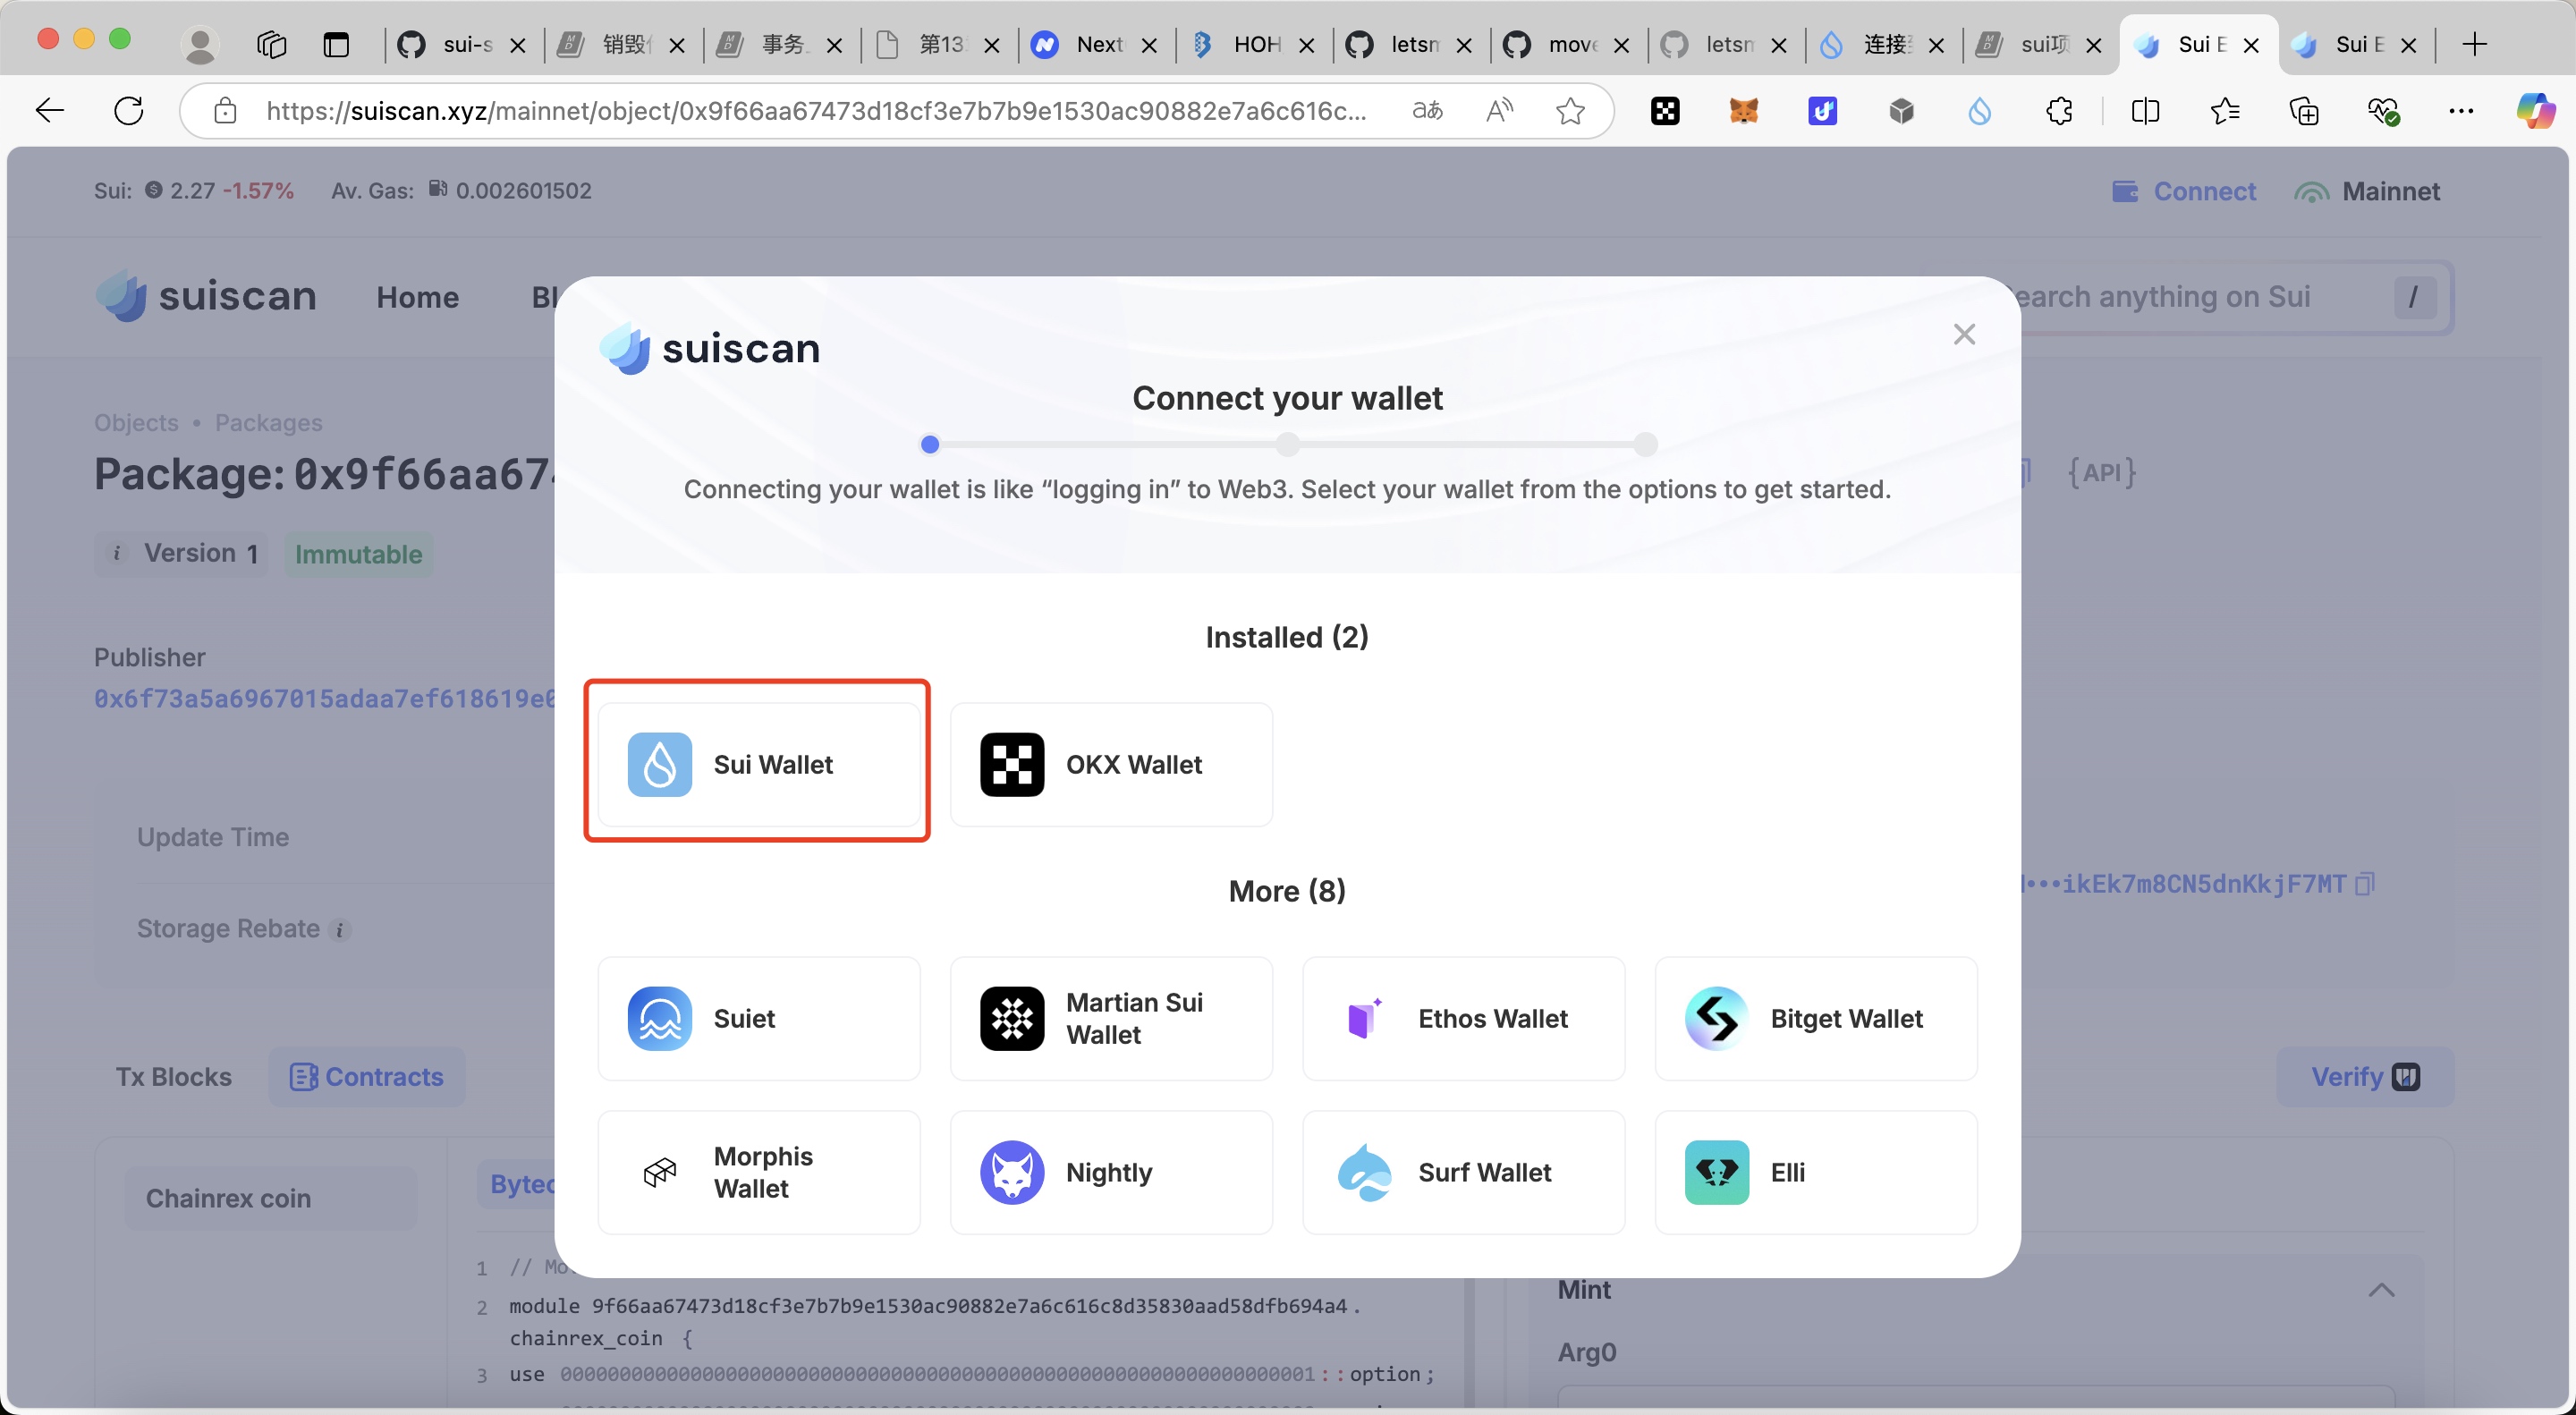 sui-s
销毁
事务
第13
Next
HOH
letsm
move
letsm
连接
sui项
Sui E
Sui E
https://suiscan.xyz/mainnet/object/0x9f66aa67473d18cf3e7b7b9e1530ac90882e7a6c616c...
Sui: 2.27 -1.57% Av. Gas: 0.002601502
Connect Mainnet
suiscan Home Bl
earch anything on Sui /
suiscan
Connect your wallet
Connecting your wallet is like “logging in” to Web3. Select your wallet from the options to get started.
Objects • Packages
Package: 0x9f66aa67
{API}
Version 1 Immutable
Publisher
0x6f73a5a6967015adaa7ef618619e
Installed (2)
Sui Wallet
OKX Wallet
Update Time
Storage Rebate
•••ikEk7m8CN5dnKkjF7MT
More (8)
Suiet
Martian Sui
Wallet
Ethos Wallet
Bitget Wallet
Morphis
Wallet
Nightly
Surf Wallet
Elli
Tx Blocks Contracts
Verify
Chainrex coin
Bytec
1 // Mo
2 module 9f66aa67473d18cf3e7b7b9e1530ac90882e7a6c616c8d35830aad58dfb694a4.
chainrex_coin {
3 use 0000000000000000000000000000000000000000000000000000000000000001::option;
Mint
Arg0